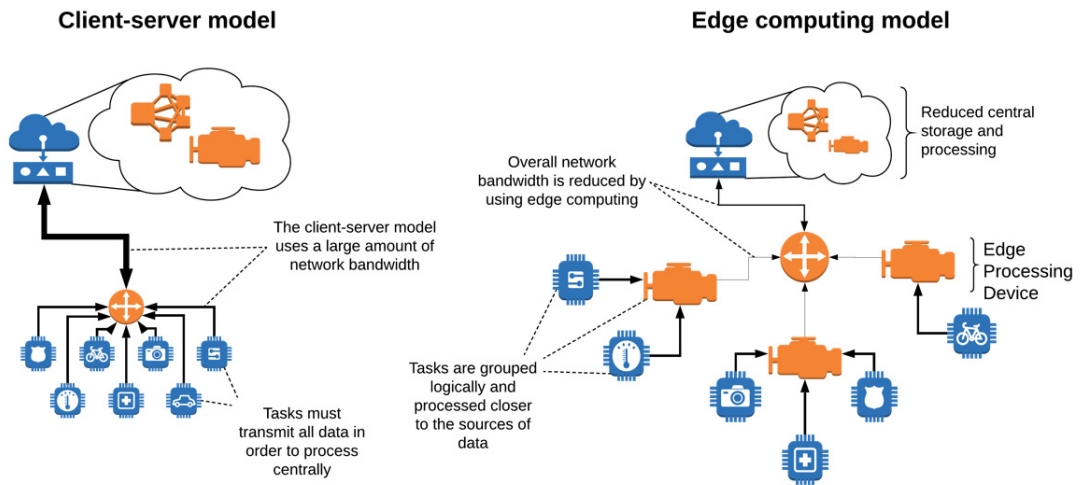 Client-server model
The client-server model
uses a large amount of
network bandwidth
Tasks must
transmit all data in
order to process
centrally
Edge computing model
Reduced central
storage and
processing
Overall network
bandwidth is reduced by
using edge computing
Edge
Processing
Device
Tasks are grouped
logically and
processed closer
to the sources of
data